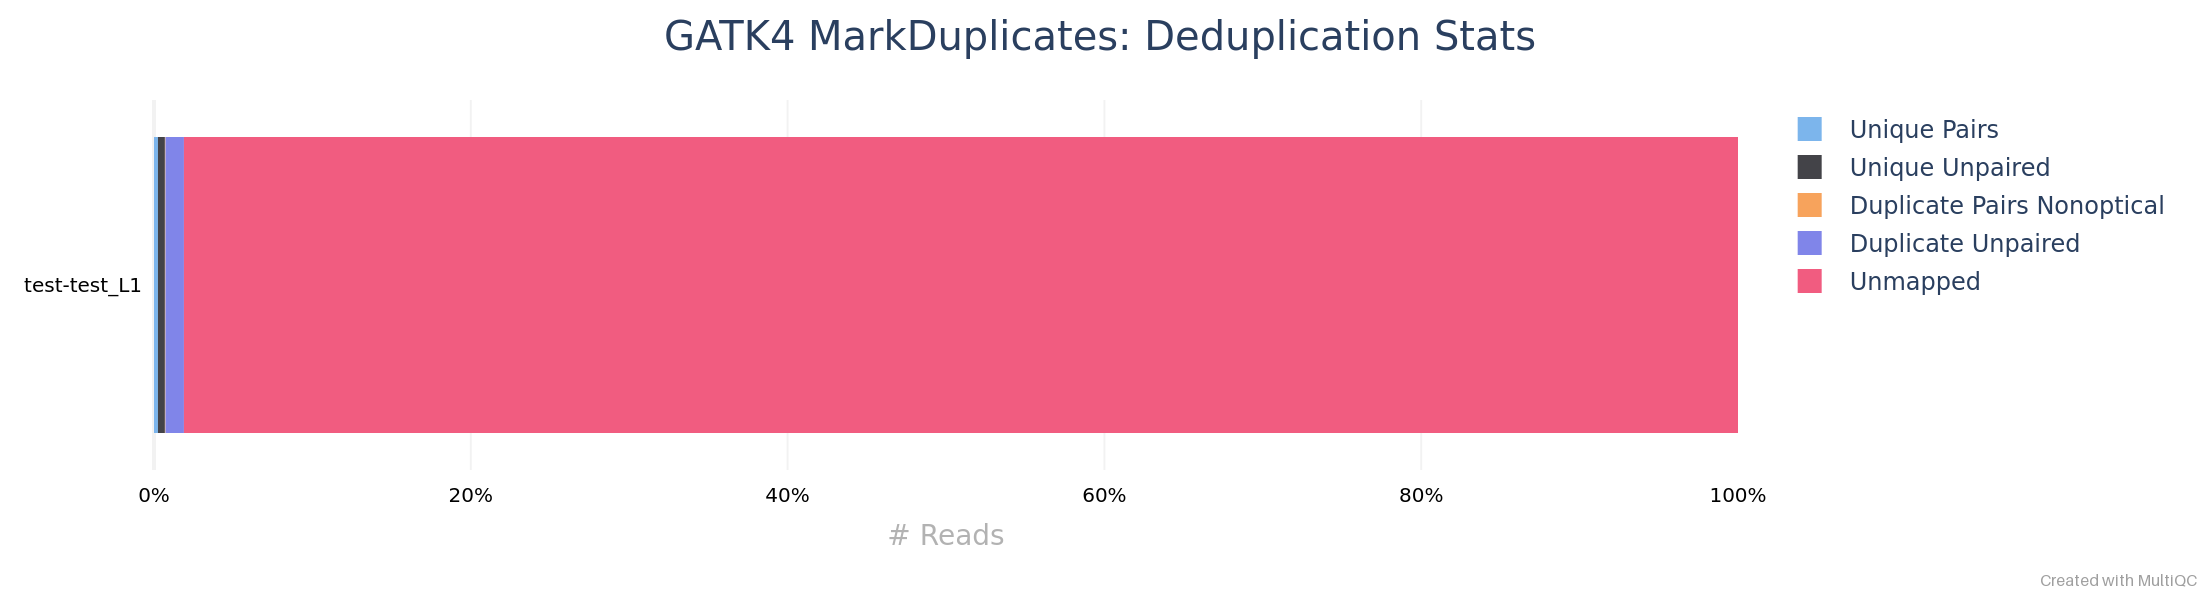 GATK4 MarkDuplicates: Deduplication Stats
Unique Pairs
Unique Unpaired
Duplicate Pairs Nonoptical
Duplicate Unpaired
Unmapped
test-test_L1
0% 20% 40% 60% 80% 100%
# Reads
Created with MultiQC